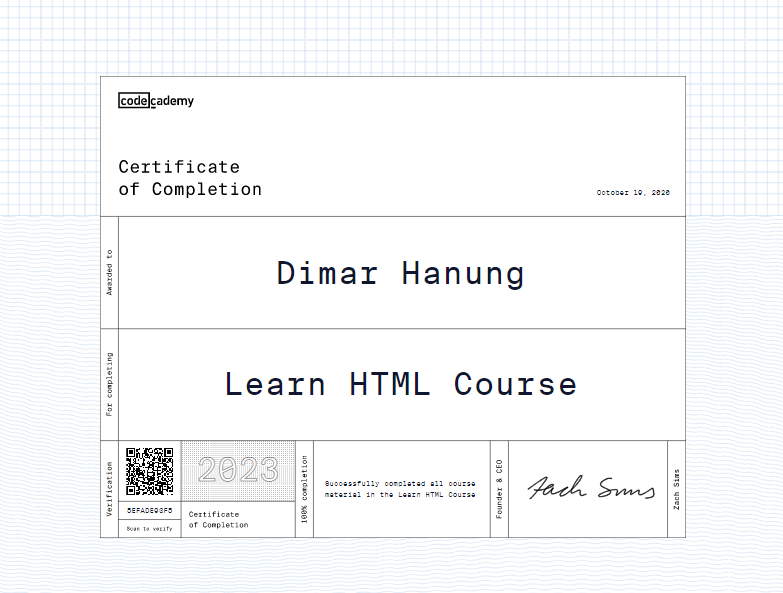 codecademy
Certificate
of Completion
October 19, 2020
Awarded to
Dimar Hanung
For completing
Learn HTML Course
Verification
5EFADE93F5
Scan to verify
2023
Certificate
of Completion
100% completion
Successfully completed all course
material in the Learn HTML Course
Founder & CEO
Zach Sims
Zach Sims